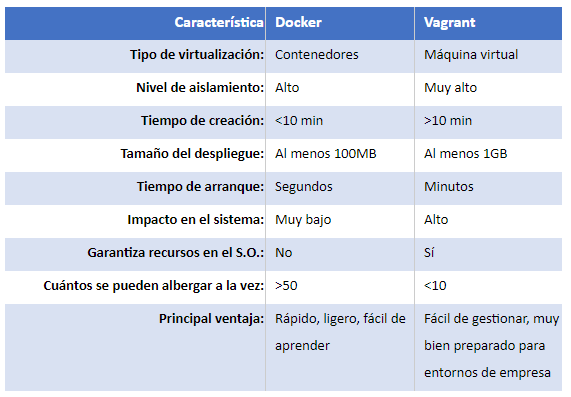 Característica Docker Vagrant
Tipo de virtualización: Contenedores Máquina virtual
Nivel de aislamiento: Alto Muy alto
Tiempo de creación: <10 min >10 min
Tamaño del despliegue: Al menos 100MB Al menos 1GB
Tiempo de arranque: Segundos Minutos
Impacto en el sistema: Muy bajo Alto
Garantiza recursos en el S.O.: No Sí
Cuántos se pueden albergar a la vez: >50 <10
Principal ventaja: Rápido, ligero, fácil de Fácil de gestionar, muy
aprender bien preparado para
entornos de empresa